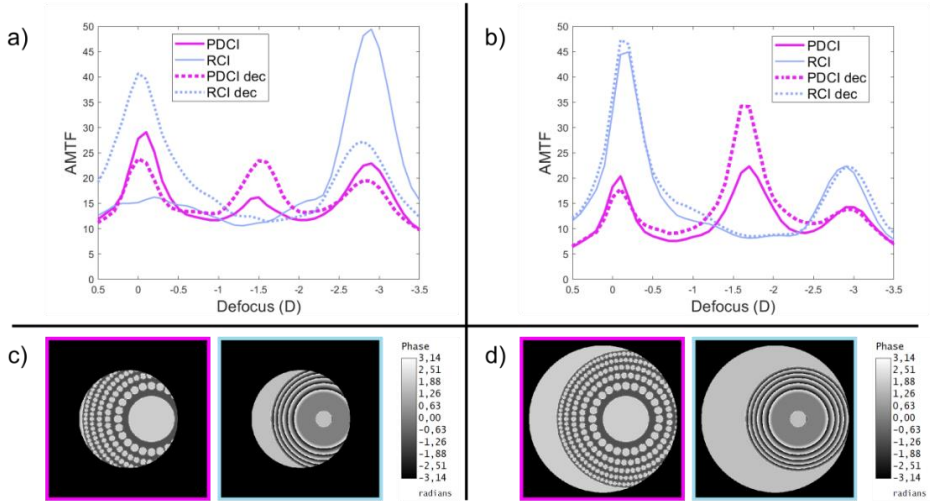 a)
50
45
40
35
30
25
20
15
10
5
0
AMTF
PDCI
RCI
PDCI dec
RCI dec
0.5 0 -0.5 -1 -1.5 -2 -2.5 -3 -3.5
Defocus (D)
b)
50
45
40
35
30
25
20
15
10
5
0
AMTF
PDCI
RCI
PDCI dec
RCI dec
0.5 0 -0.5 -1 -1.5 -2 -2.5 -3 -3.5
Defocus (D)
c)
Phase
3,14
2,51
1,88
1,26
0,63
0,00
-0,63
-1,26
-1,88
-2,51
-3,14
radians
d)
Phase
3,14
2,51
1,88
1,26
0,63
0,00
-0,63
-1,26
-1,88
-2,51
-3,14
radians